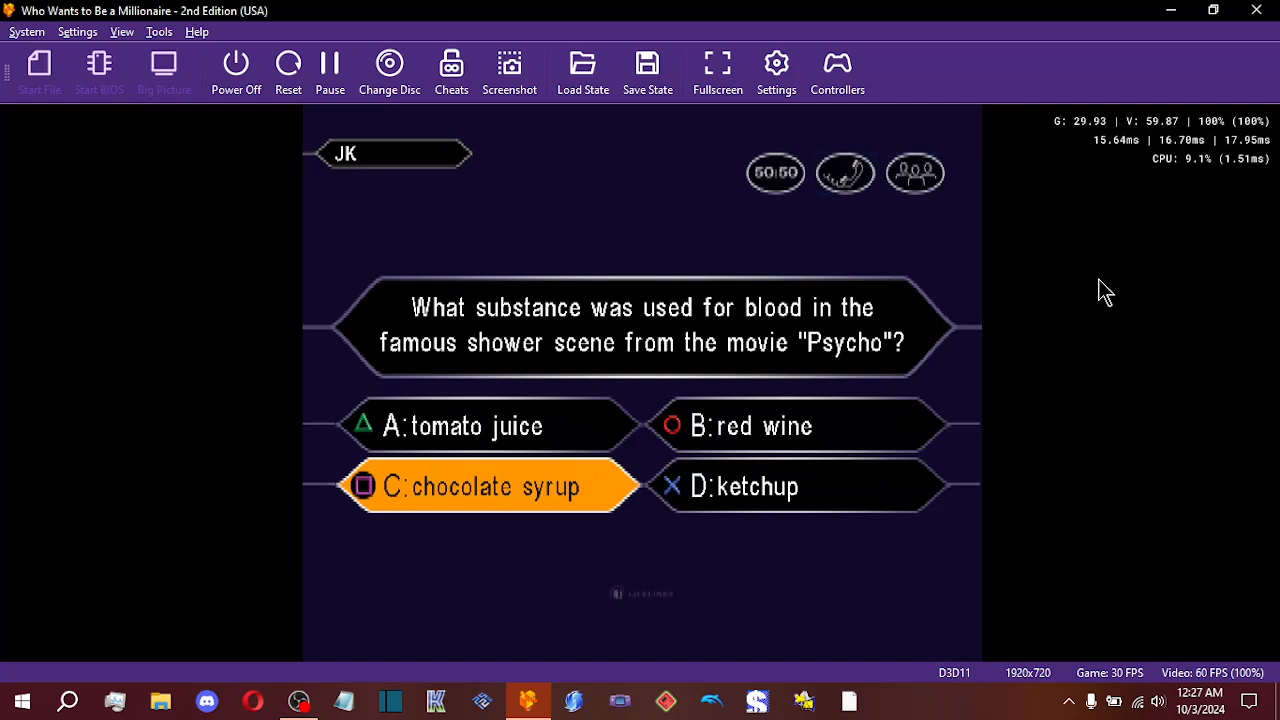 Who Wants to Be a Millionaire - 2nd Edition (USA)
System Settings View Tools Help
Start File Start BIOS Big Picture Power Off Reset Pause Change Disc Cheats Screenshot Load State Save State Fullscreen Settings Controllers
G: 29.93 | V: 59.87 | 100% (100%)
15.64ms | 16.70ms | 17.95ms
CPU: 9.1% (1.51ms)
JK
50:50
What substance was used for blood in the
famous shower scene from the movie "Psycho"?
A:tomato juice
B:red wine
C:chocolate syrup
D:ketchup
D3D11 1920x720 Game: 30 FPS Video: 60 FPS (100%)
12:27 AM
10/3/2024